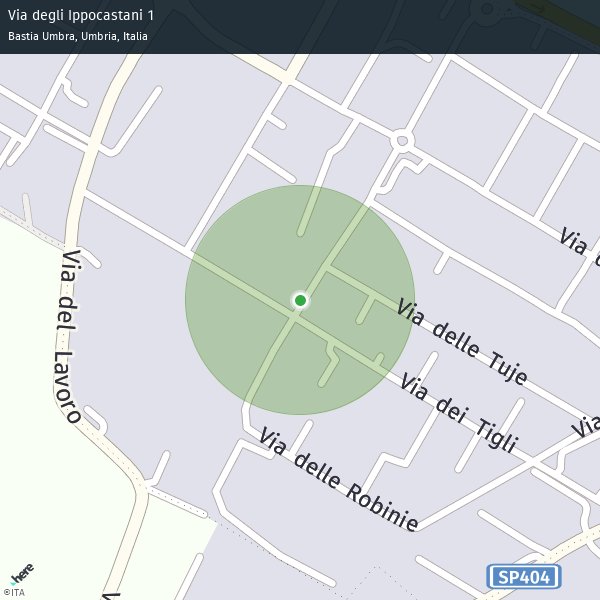 Via degli Ippocastani 1
Bastia Umbra, Umbria, Italia
Via del Lavoro
Via delle Tuje
Via dei Tigli
Via delle Robinie
Via
SP404
here
©ITA